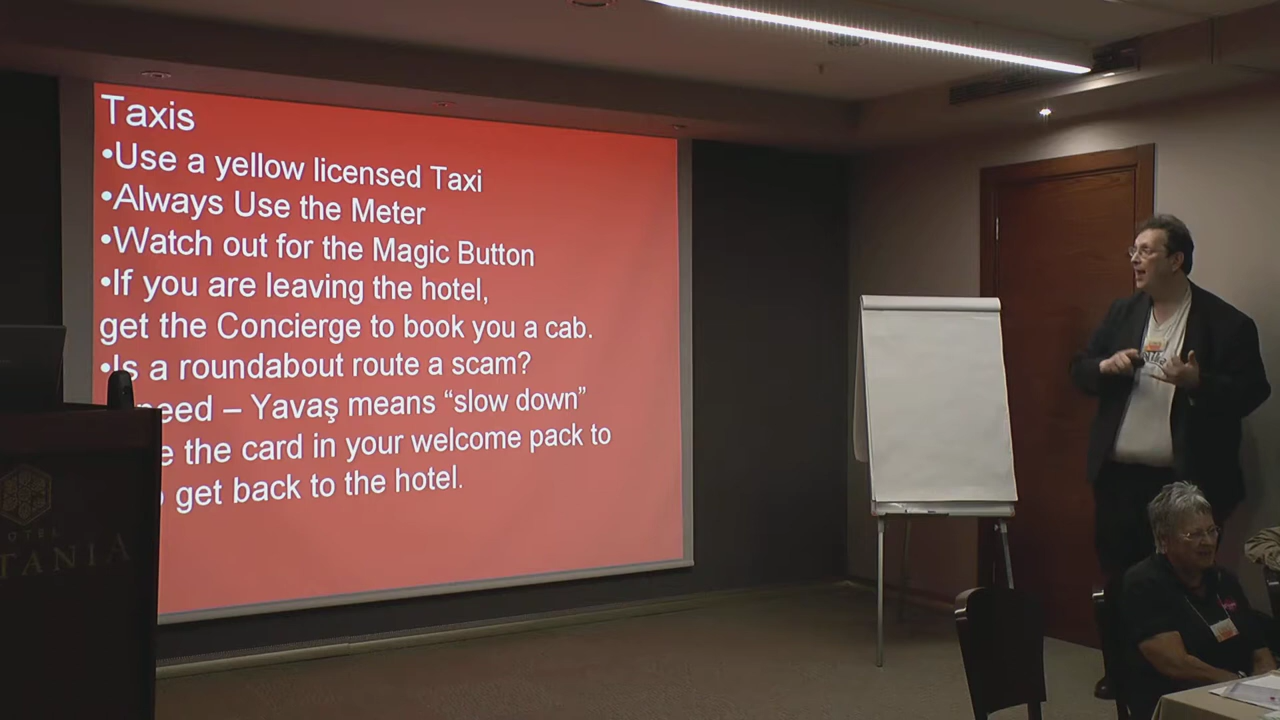 Taxis
•Use a yellow licensed Taxi
•Always Use the Meter
•Watch out for the Magic Button
•If you are leaving the hotel,
get the Concierge to book you a cab.
•Is a roundabout route a scam?
– Yavaş means “slow down”
the card in your welcome pack to
get back to the hotel.